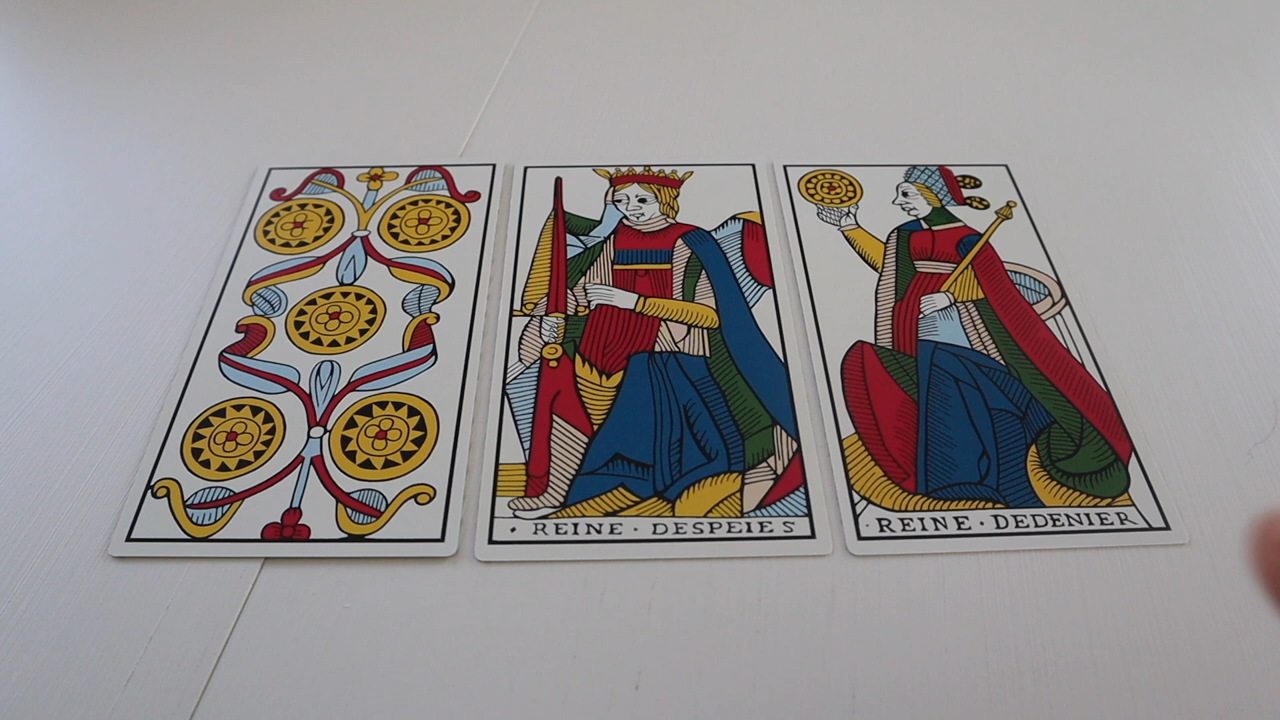 · REINE · DESPEIES
· REINE · DEDENIER